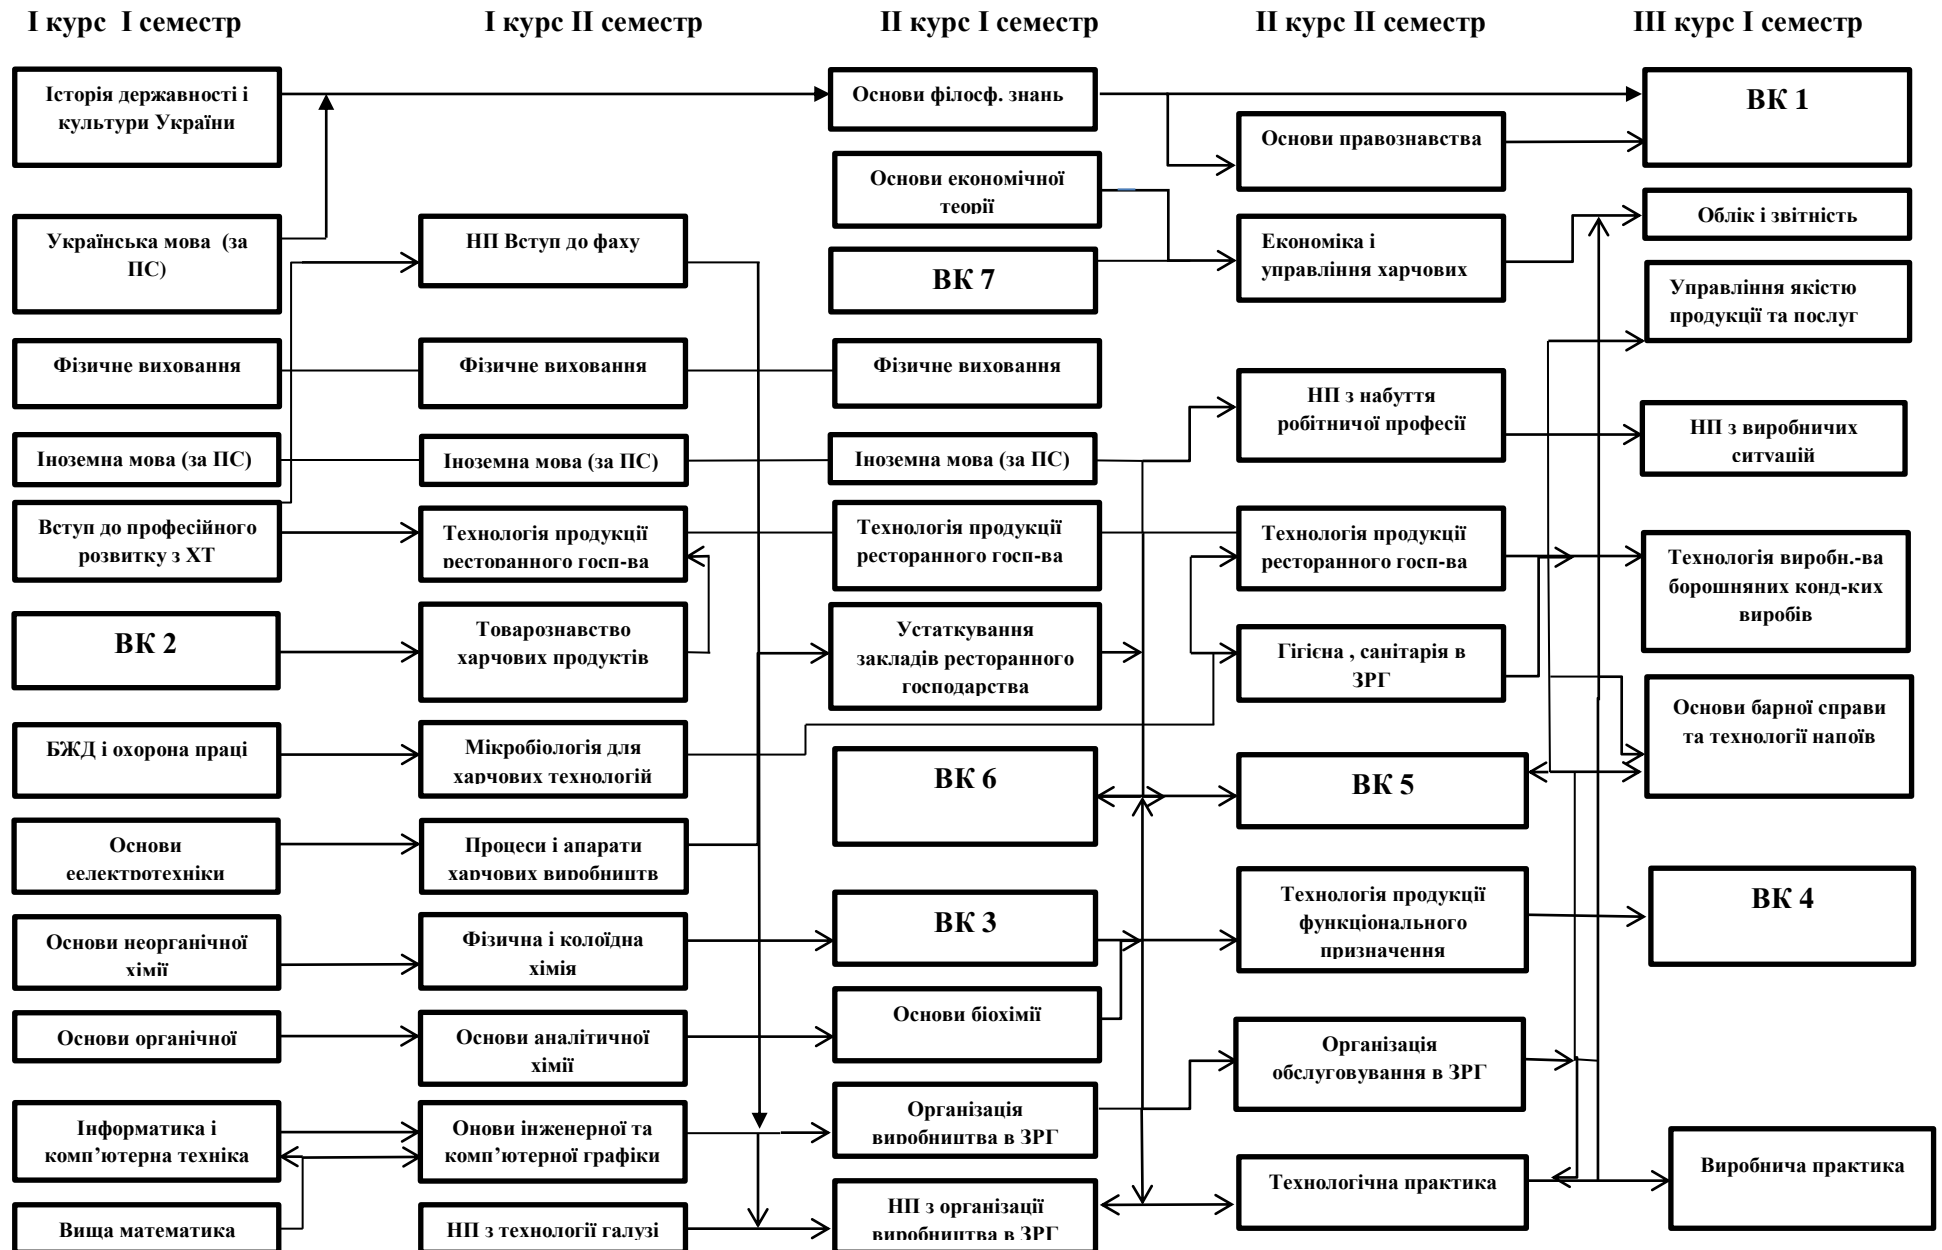 I курс I семестр
I курс II семестр
II курс I семестр
II курс II семестр
III курс I семестр
Історія державності і
культури України
Українська мова (за
ПС)
Фізичне виховання
Іноземна мова (за ПС)
Вступ до професійного
розвитку з ХТ
ВК 2
БЖД і охорона праці
Основи
еелектротехніки
Основи неорганічної
хімії
Основи органічної
Інформатика і
комп’ютерна техніка
Вища математика
НП Вступ до фаху
Фізичне виховання
Іноземна мова (за ПС)
Технологія продукції
ресторанного госп-ва
Товарознавство
харчових продуктів
Мікробіологія для
харчових технологій
Процеси і апарати
харчових виробництв
Фізична і колоїдна
хімія
Основи аналітичної
хімії
Онови інженерної та
комп’ютерної графіки
НП з технології галузі
Основи філосф. знань
Основи економічної
теорії
ВК 7
Фізичне виховання
Іноземна мова (за ПС)
Технологія продукції
ресторанного госп-ва
Устаткування
закладів ресторанного
господарства
ВК 6
ВК 3
Основи біохімії
Організація
виробництва в ЗРГ
НП з організації
виробництва в ЗРГ
Основи правознавства
Економіка і
управління харчових
НП з набуття
робітничої професії
Технологія продукції
ресторанного госп-ва
Гігієна , санітарія в
ЗРГ
ВК 5
Технологія продукції
функціонального
призначення
Організація
обслуговування в ЗРГ
Технологічна практика
ВК 1
Облік і звітність
Управління якістю
продукції та послуг
НП з виробничих
ситуацій
Технологія виробн.-ва
борошняних конд-ких
виробів
Основи барної справи
та технології напоїв
ВК 4
Виробнича практика